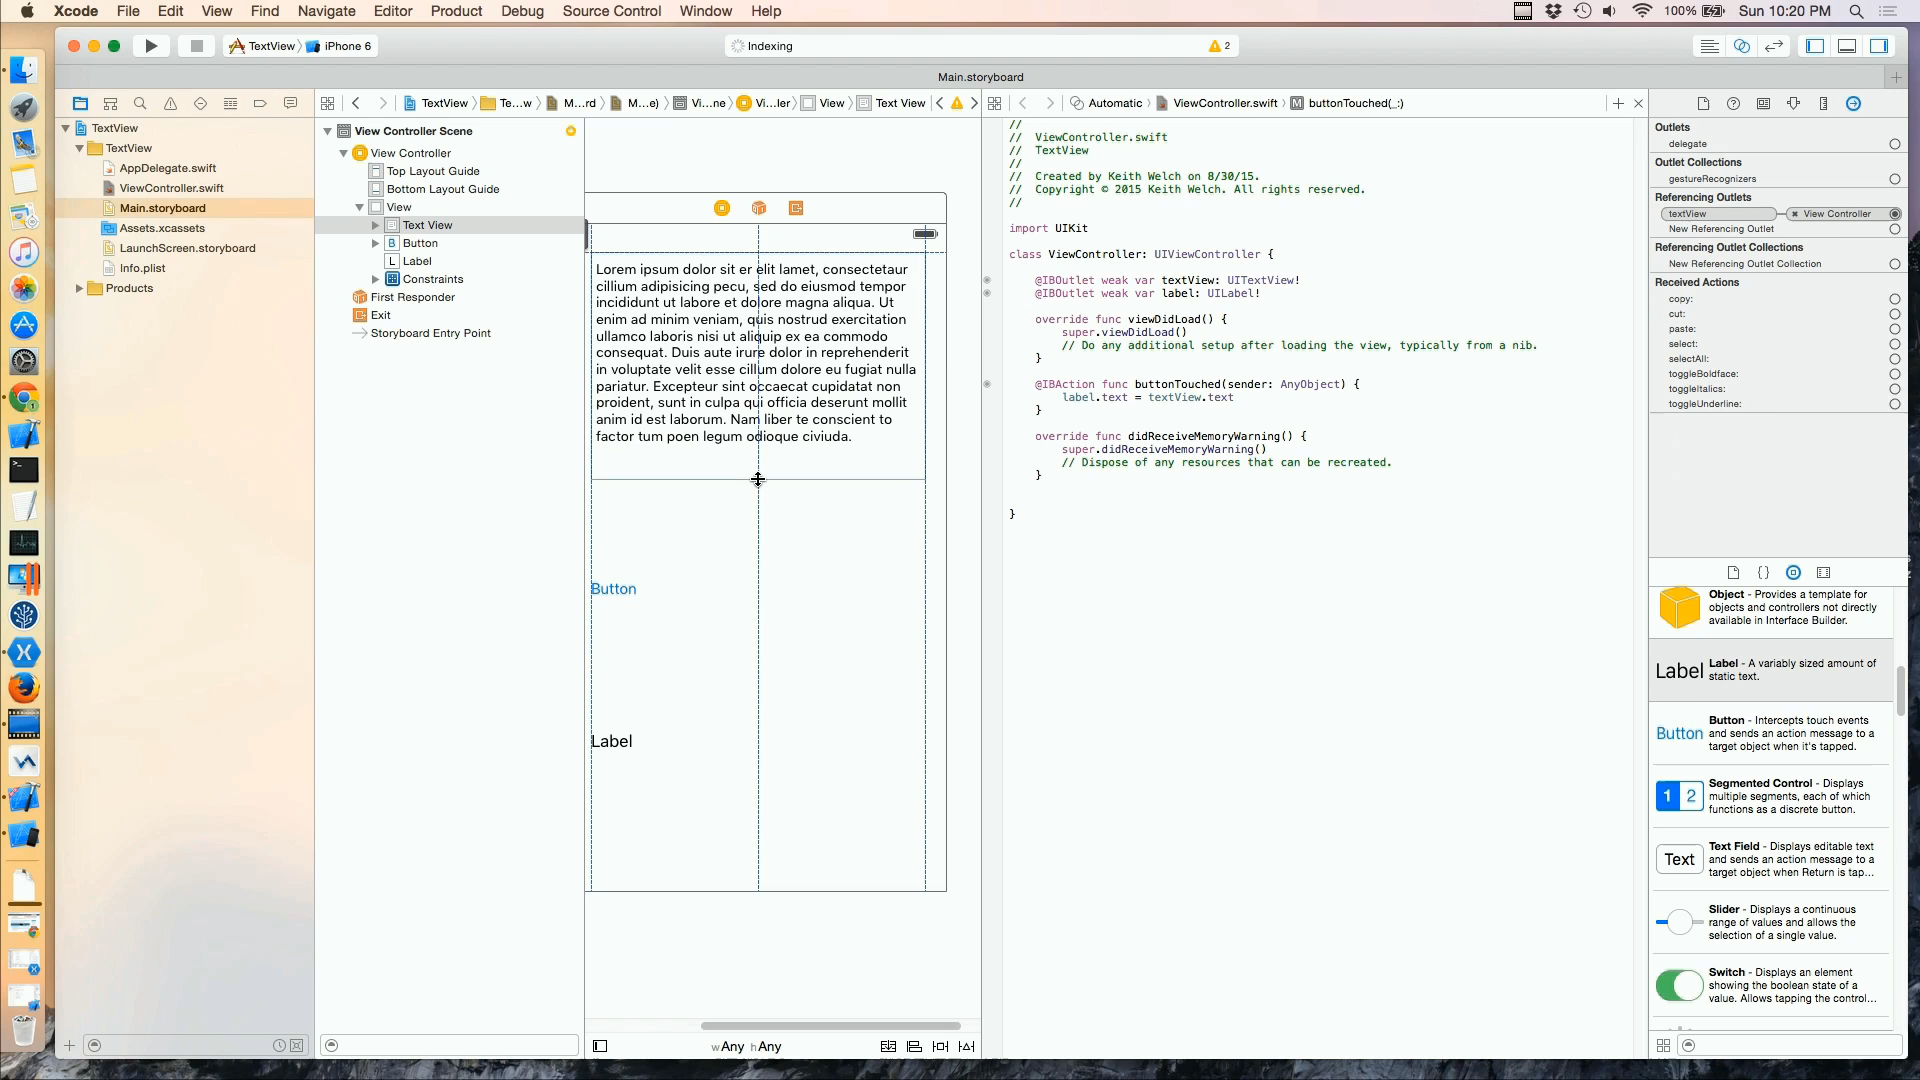 Xcode File Edit View Find Navigate Editor Product Debug Source Control Window Help
100% Sun 10:20 PM
TextView iPhone 6
Indexing
2
Main.storyboard
TextView Te...w M...rd M...e) Vi...ne Vi...ler View Text View
Automatic ViewController.swift buttonTouched(_:)
TextView
TextView
AppDelegate.swift
ViewController.swift
Main.storyboard
Assets.xcassets
LaunchScreen.storyboard
Info.plist
Products
View Controller Scene
View Controller
Top Layout Guide
Bottom Layout Guide
View
Text View
B Button
L Label
Constraints
First Responder
Exit
Storyboard Entry Point
Lorem ipsum dolor sit er elit lamet, consectetaur
cillium adipisicing pecu, sed do eiusmod tempor
incididunt ut labore et dolore magna aliqua. Ut
enim ad minim veniam, quis nostrud exercitation
ullamco laboris nisi ut aliquip ex ea commodo
consequat. Duis aute irure dolor in reprehenderit
in voluptate velit esse cillum dolore eu fugiat nulla
pariatur. Excepteur sint occaecat cupidatat non
proident, sunt in culpa qui officia deserunt mollit
anim id est laborum. Nam liber te conscient to
factor tum poen legum odioque civiuda.
Button
Label
wAny hAny
//
// ViewController.swift
// TextView
//
// Created by Keith Welch on 8/30/15.
// Copyright © 2015 Keith Welch. All rights reserved.
//
import UIKit
class ViewController: UIViewController {
@IBOutlet weak var textView: UITextView!
@IBOutlet weak var label: UILabel!
override func viewDidLoad() {
super.viewDidLoad()
// Do any additional setup after loading the view, typically from a nib.
}
@IBAction func buttonTouched(sender: AnyObject) {
label.text = textView.text
}
override func didReceiveMemoryWarning() {
super.didReceiveMemoryWarning()
// Dispose of any resources that can be recreated.
}
}
Outlets
delegate
Outlet Collections
gestureRecognizers
Referencing Outlets
textView View Controller
New Referencing Outlet
Referencing Outlet Collections
New Referencing Outlet Collection
Received Actions
copy:
cut:
paste:
select:
selectAll:
toggleBoldface:
toggleItalics:
toggleUnderline:
Object - Provides a template for
objects and controllers not directly
available in Interface Builder.
Label
Label - A variably sized amount of
static text.
Button
Button - Intercepts touch events
and sends an action message to a
target object when it's tapped.
1 2
Segmented Control - Displays
multiple segments, each of which
functions as a discrete button.
Text
Text Field - Displays editable text
and sends an action message to a
target object when Return is tap...
Slider - Displays a continuous
range of values and allows the
selection of a single value.
Switch - Displays an element
showing the boolean state of a
value. Allows tapping the control...